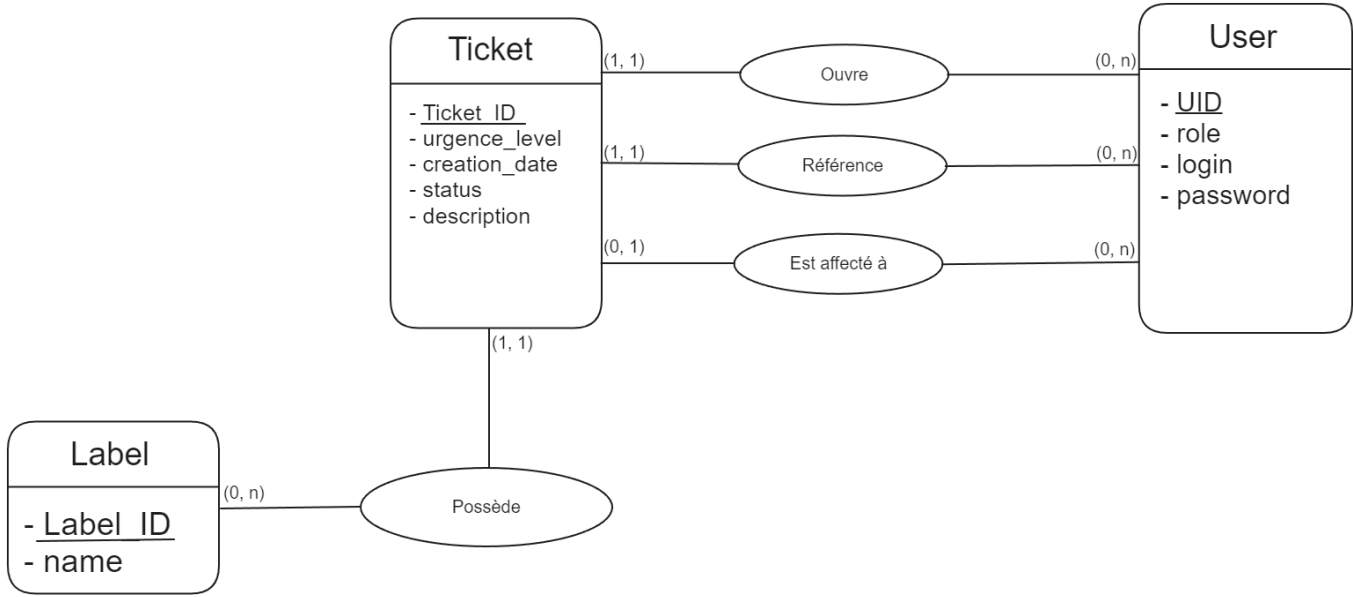 Ticket
- Ticket_ID
- urgence_level
- creation_date
- status
- description
(1, 1)
Ouvre
(0, n)
(1, 1)
Référence
(0, n)
(0, 1)
Est affecté à
(0, n)
User
- UID
- role
- login
- password
(1, 1)
Label
- Label_ID
- name
(0, n)
Possède